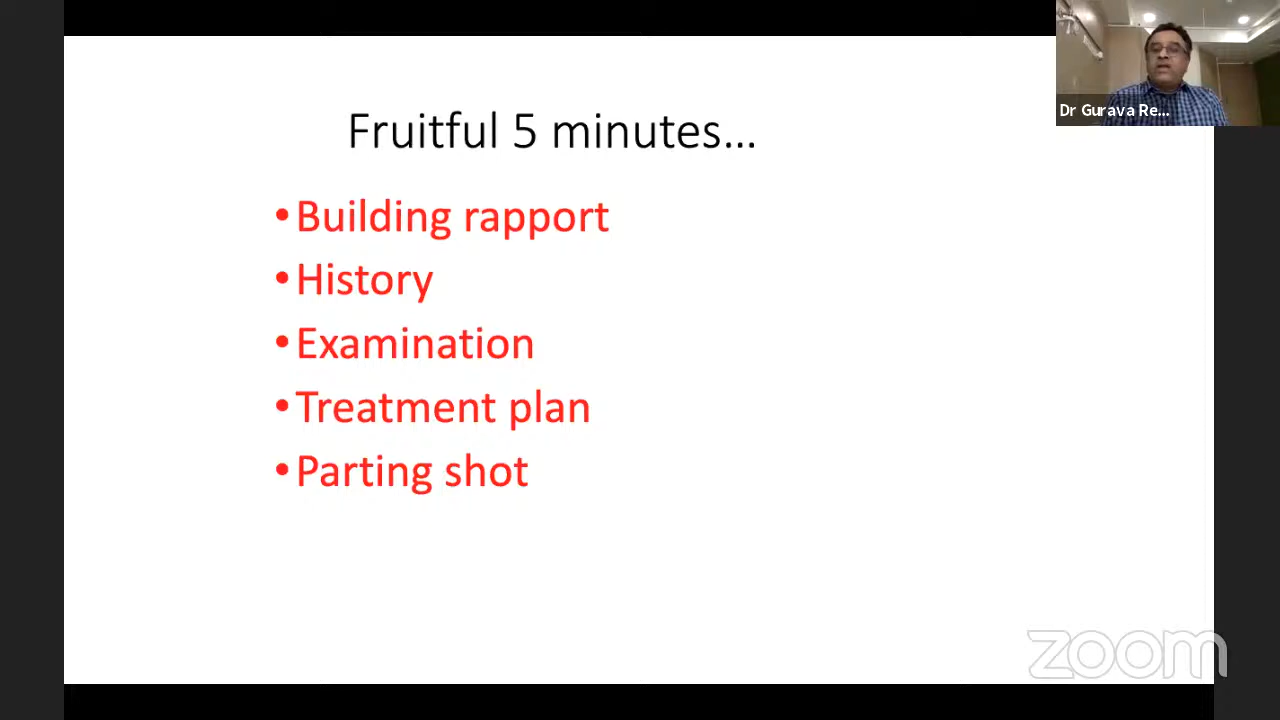 Dr Gurava Re...
Fruitful 5 minutes...
•Building rapport
•History
•Examination
•Treatment plan
•Parting shot
zoom